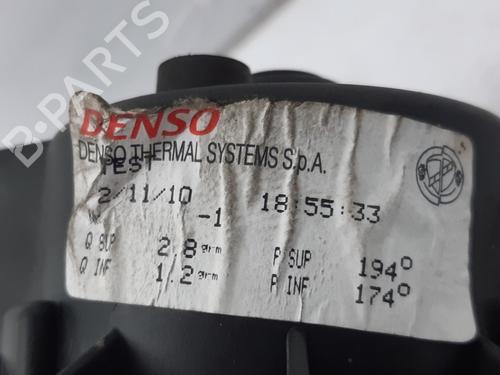 B-PARTS
DENSO
DENSO THERMAL SYSTEMS S.p.A.
TEST
2/11/10 18:55:33
-1
Q SUP 2.8 grm P SUP 194°
Q INF 1.2 grm P INF 174°